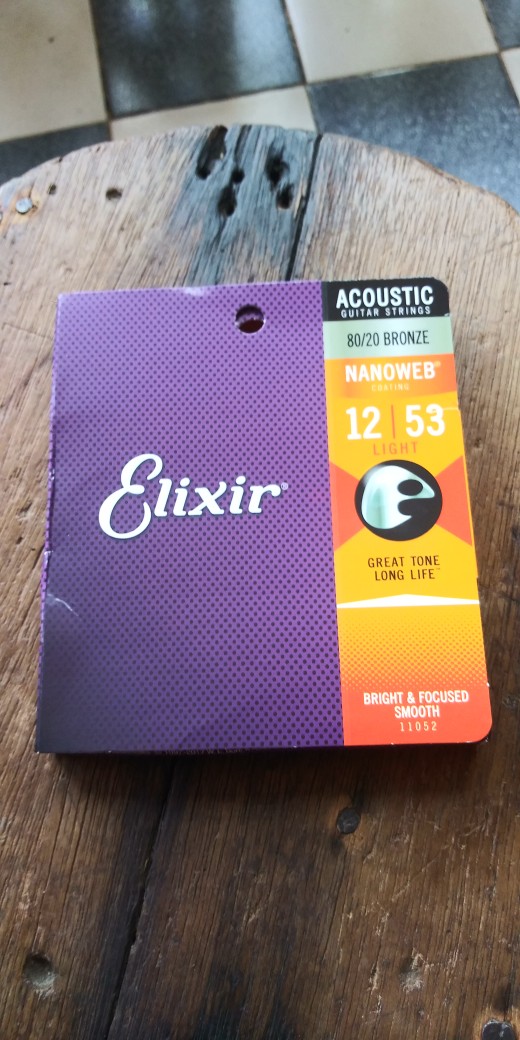 Elixir®
ACOUSTIC
GUITAR STRINGS
80/20 BRONZE
NANOWEB®
COATING
12 | 53
LIGHT
GREAT TONE
LONG LIFE™
BRIGHT & FOCUSED
SMOOTH
11052